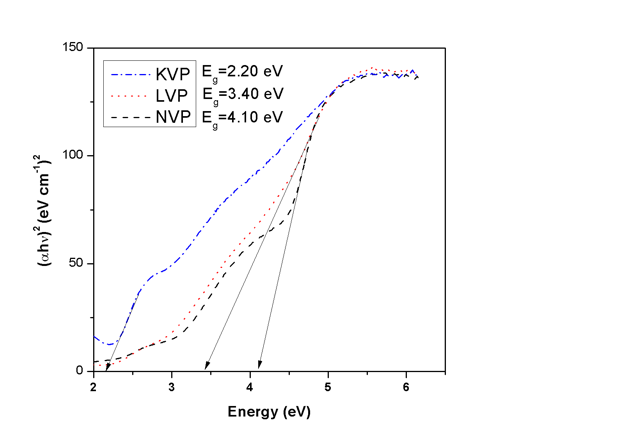 150
KVP E_g=2.20 eV
LVP E_g=3.40 eV
NVP E_g=4.10 eV
100
(αhν)² (eV cm⁻¹)²
50
0
2 3 4 5 6
Energy (eV)